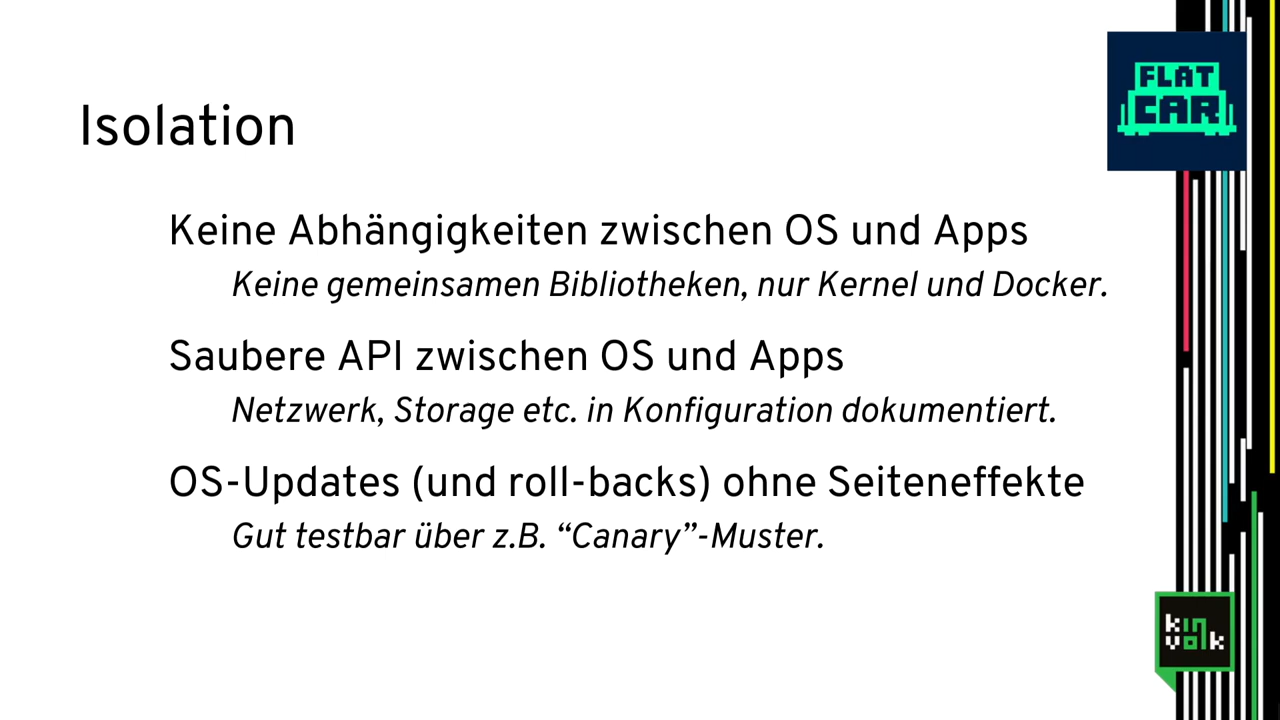 FLAT
CAR
Isolation
Keine Abhängigkeiten zwischen OS und Apps
Keine gemeinsamen Bibliotheken, nur Kernel und Docker.
Saubere API zwischen OS und Apps
Netzwerk, Storage etc. in Konfiguration dokumentiert.
OS-Updates (und roll-backs) ohne Seiteneffekte
Gut testbar über z.B. “Canary”-Muster.
kin
volk